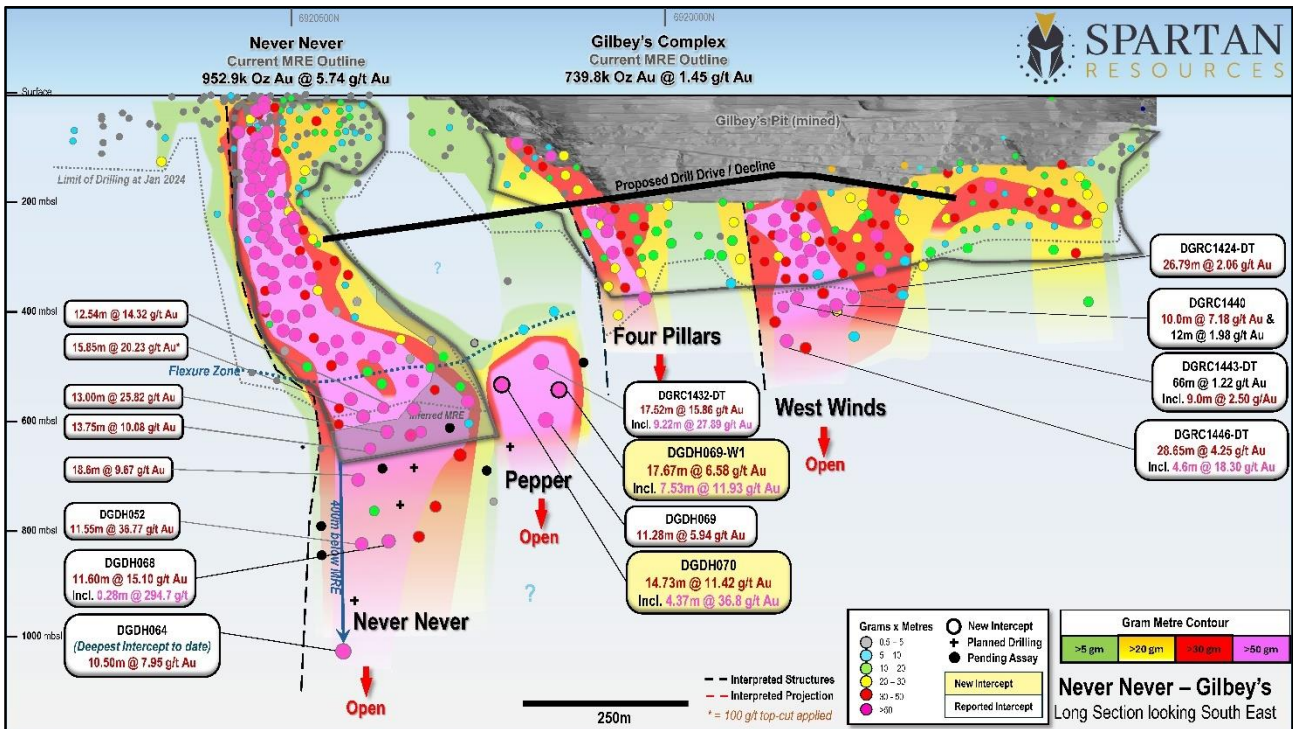 6920500N
6920000N
Never Never
Current MRE Outline
952.9k Oz Au @ 5.74 g/t Au
Gilbey's Complex
Current MRE Outline
739.8k Oz Au @ 1.45 g/t Au
SPARTAN
RESOURCES
Surface
Gilbey's Pit (mined)
Limit of Drilling at Jan 2024
Proposed Drill Drive / Decline
200 mbsl
?
400 mbsl
12.54m @ 14.32 g/t Au
15.85m @ 20.23 g/t Au*
Flexure Zone
13.00m @ 25.82 g/t Au
Inferred MRE
600 mbsl
13.75m @ 10.08 g/t Au
18.6m @ 9.67 g/t Au
DGDH052
11.55m @ 36.77 g/t Au
800 mbsl
DGDH068
11.60m @ 15.10 g/t Au
Incl. 0.28m @ 294.7 g/t
400m below MRE
Never Never
1000 mbsl
DGDH064
(Deepest Intercept to date)
10.50m @ 7.95 g/t Au
Open
Pepper
Open
?
Four Pillars
DGRC1432-DT
17.52m @ 15.86 g/t Au
Incl. 9.22m @ 27.89 g/t Au
DGDH069-W1
17.67m @ 6.58 g/t Au
Incl. 7.53m @ 11.93 g/t Au
DGDH069
11.28m @ 5.94 g/t Au
DGDH070
14.73m @ 11.42 g/t Au
Incl. 4.37m @ 36.8 g/t Au
West Winds
Open
DGRC1424-DT
26.79m @ 2.06 g/t Au
DGRC1440
10.0m @ 7.18 g/t Au &
12m @ 1.98 g/t Au
DGRC1443-DT
66m @ 1.22 g/t Au
Incl. 9.0m @ 2.50 g/Au
DGRC1446-DT
28.65m @ 4.25 g/t Au
Incl. 4.6m @ 18.30 g/t Au
Interpreted Structures
Interpreted Projection
* = 100 g/t top-cut applied
250m
Grams x Metres
0.5 - 5
5 - 10
10 - 20
20 - 30
30 - 50
>50
New Intercept
Planned Drilling
Pending Assay
New Intercept
Reported Intercept
Gram Metre Contour
>5 gm
>20 gm
>30 gm
>50 gm
Never Never – Gilbey's
Long Section looking South East